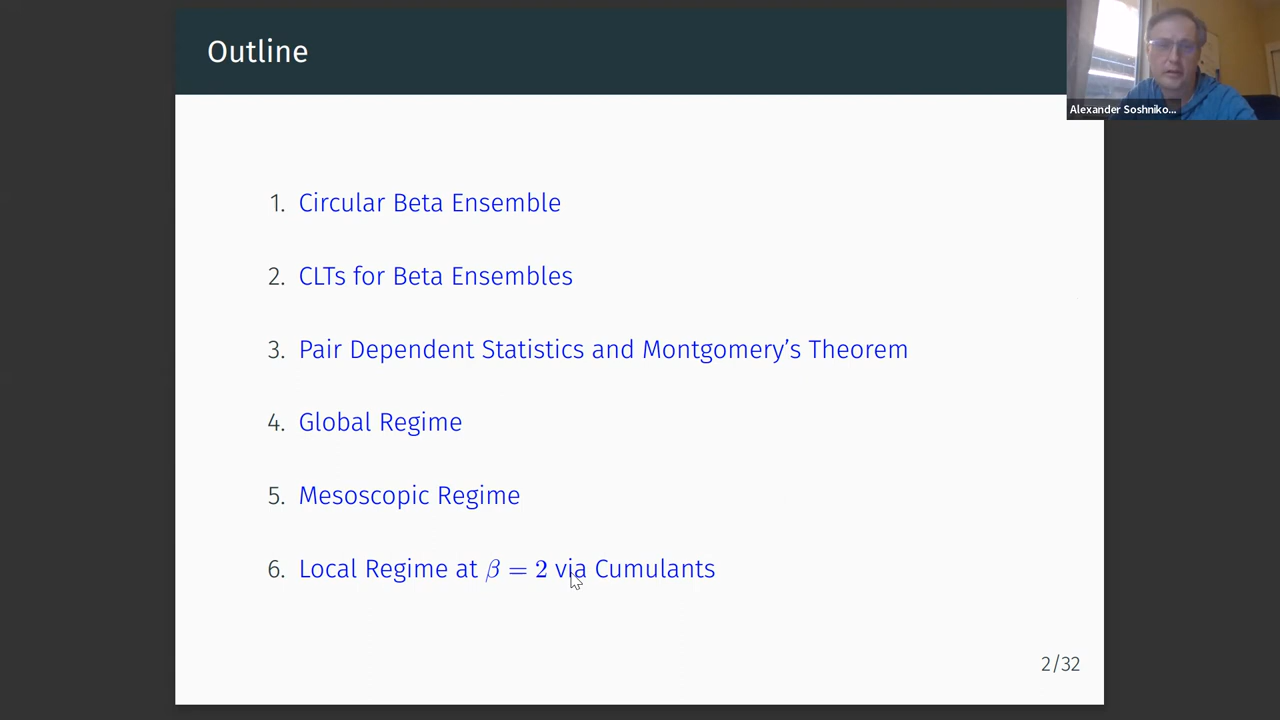 Outline
Alexander Soshniko...
1. Circular Beta Ensemble
2. CLTs for Beta Ensembles
3. Pair Dependent Statistics and Montgomery’s Theorem
4. Global Regime
5. Mesoscopic Regime
6. Local Regime at β = 2 via Cumulants
2/32